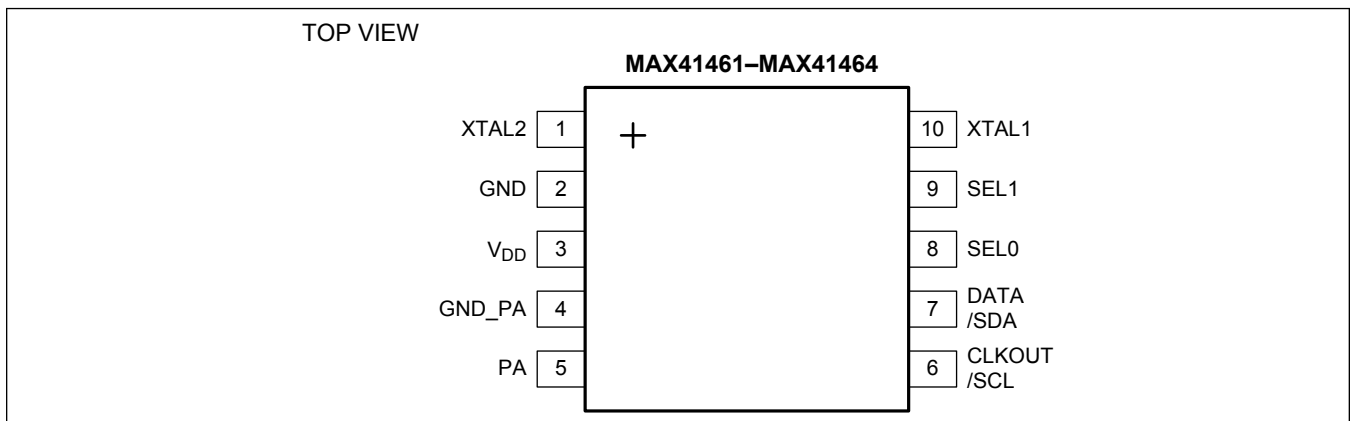 TOP VIEW
MAX41461–MAX41464
XTAL2 1
10 XTAL1
GND 2
9 SEL1
VDD 3
8 SEL0
GND_PA 4
7 DATA
/SDA
PA 5
6 CLKOUT
/SCL